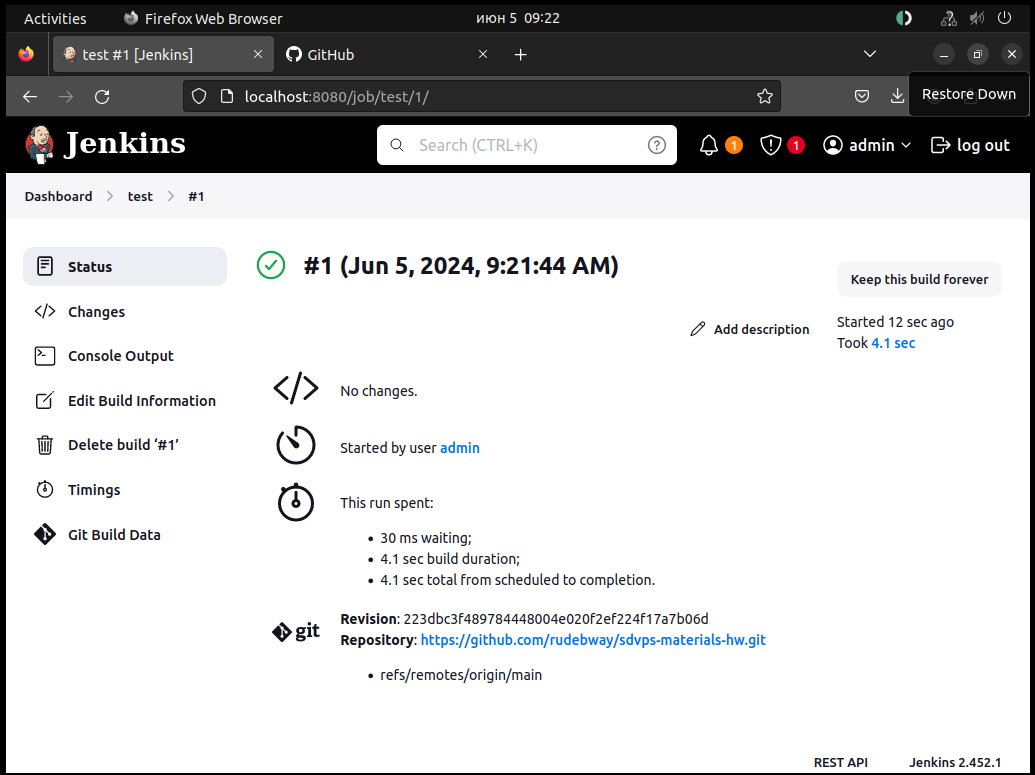 Activities Firefox Web Browser июн 5 09:22
test #1 [Jenkins] GitHub
localhost:8080/job/test/1/
Restore Down
Jenkins Search (CTRL+K) 1 1 admin log out
Dashboard test #1
Status
Changes
Console Output
Edit Build Information
Delete build ‘#1’
Timings
Git Build Data
#1 (Jun 5, 2024, 9:21:44 AM)
Keep this build forever
Add description
Started 12 sec ago
Took 4.1 sec
No changes.
Started by user admin
This run spent:
• 30 ms waiting;
• 4.1 sec build duration;
• 4.1 sec total from scheduled to completion.
git
Revision: 223dbc3f489784448004e020f2ef224f17a7b06d
Repository: https://github.com/rudebway/sdvps-materials-hw.git
• refs/remotes/origin/main
REST API Jenkins 2.452.1